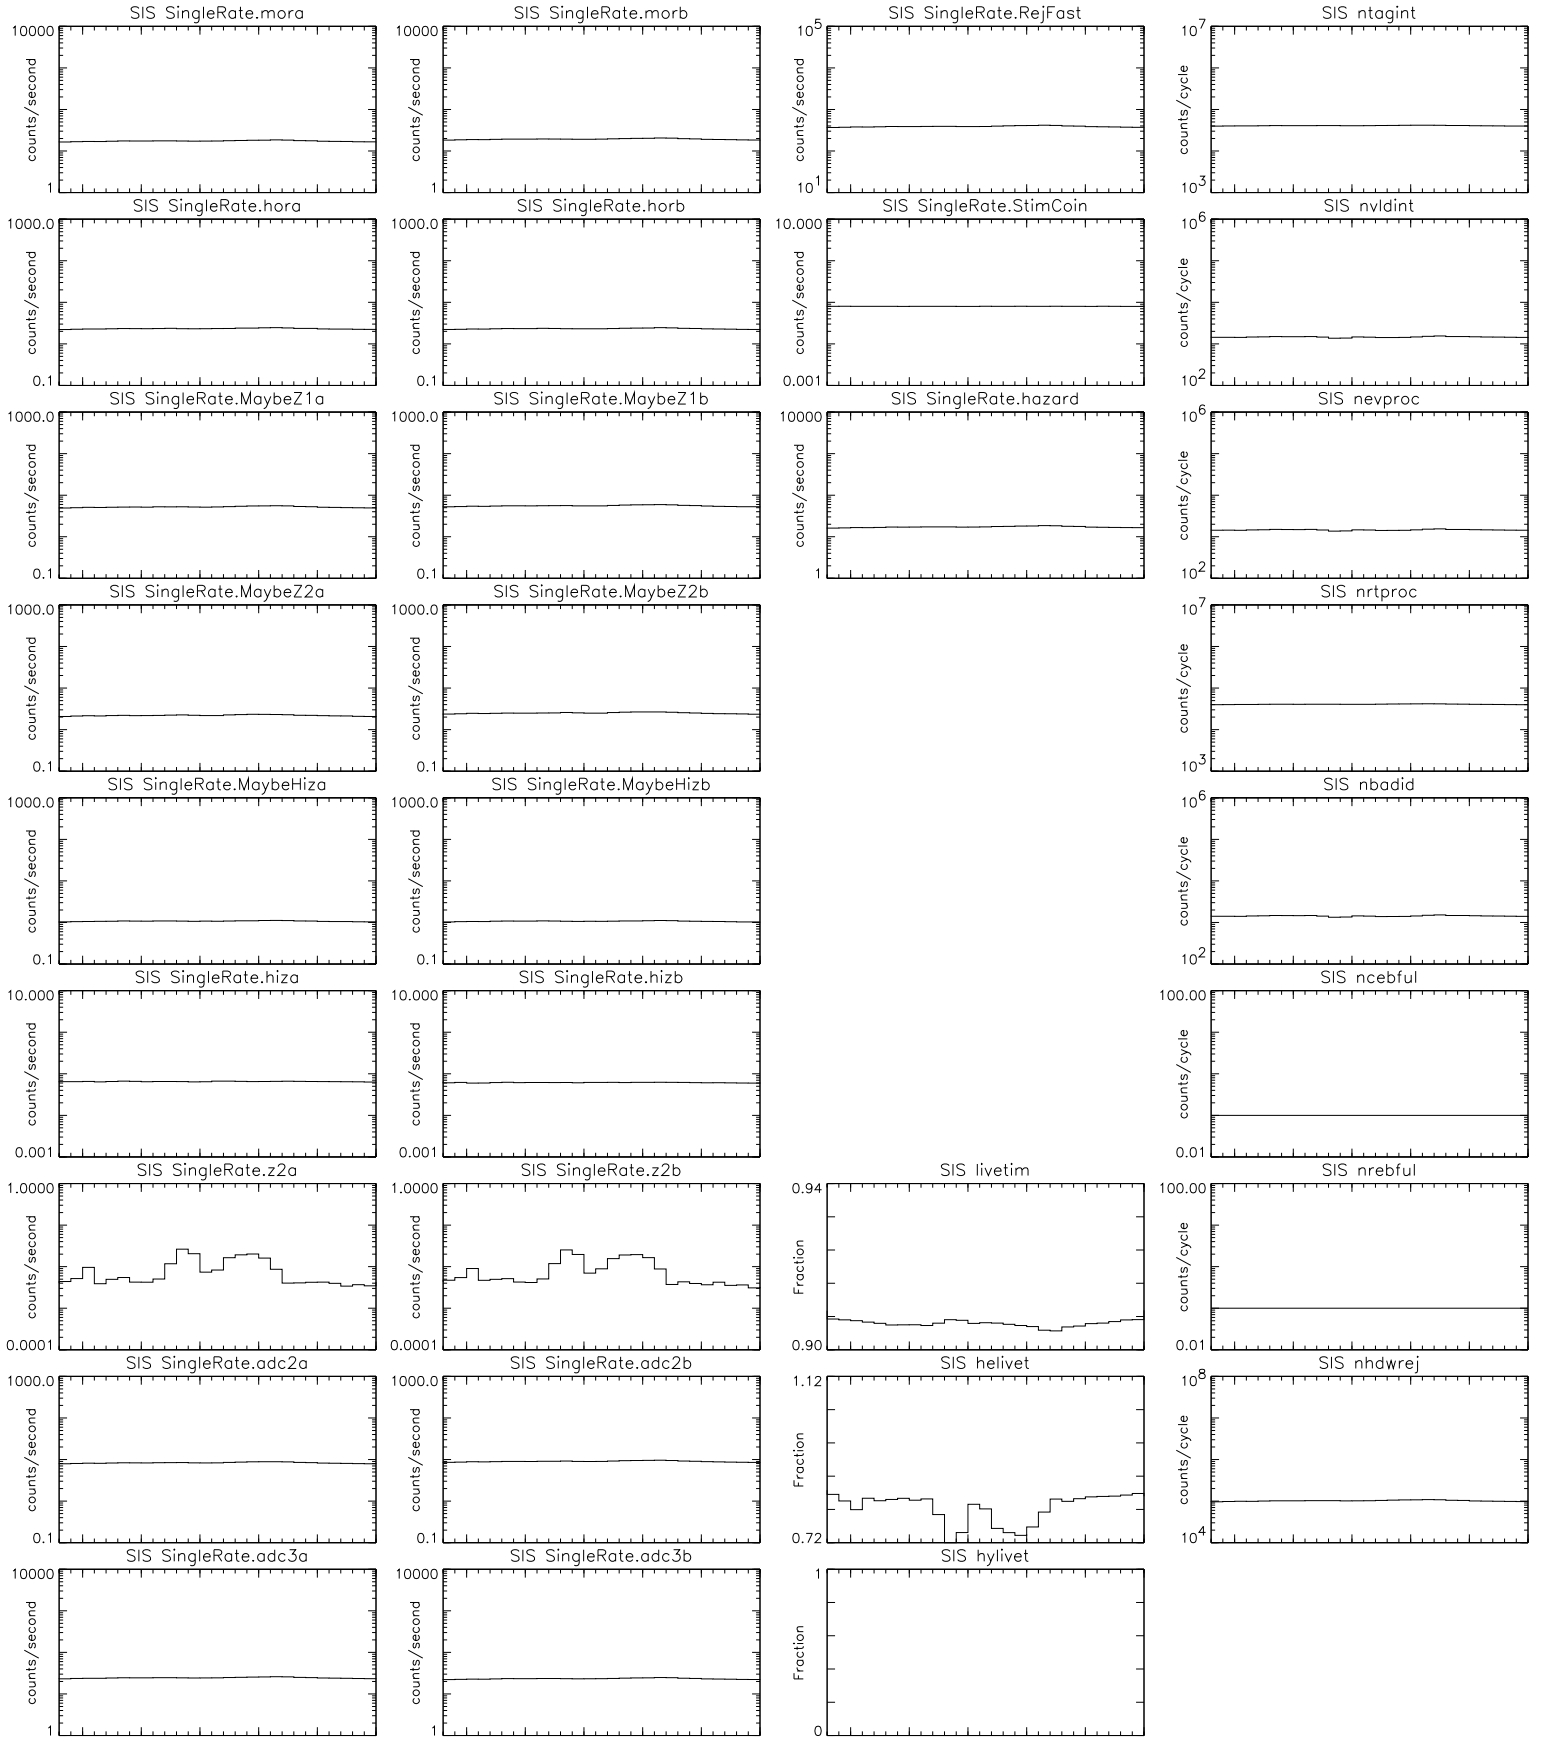 SIS SingleRate.mora
10000
counts/second
1
SIS SingleRate.morb
10000
counts/second
1
SIS SingleRate.RejFast
10^5
counts/second
10^1
SIS ntagint
10^7
counts/cycle
10^3
SIS SingleRate.hora
1000.0
counts/second
0.1
SIS SingleRate.horb
1000.0
counts/second
0.1
SIS SingleRate.StimCoin
10.000
counts/second
0.001
SIS nvldint
10^6
counts/cycle
10^2
SIS SingleRate.MaybeZ1a
1000.0
counts/second
0.1
SIS SingleRate.MaybeZ1b
1000.0
counts/second
0.1
SIS SingleRate.hazard
10000
counts/second
1
SIS nevproc
10^6
counts/cycle
10^2
SIS SingleRate.MaybeZ2a
1000.0
counts/second
0.1
SIS SingleRate.MaybeZ2b
1000.0
counts/second
0.1
SIS nrtproc
10^7
counts/cycle
10^3
SIS SingleRate.MaybeHiza
1000.0
counts/second
0.1
SIS SingleRate.MaybeHizb
1000.0
counts/second
0.1
SIS nbadid
10^6
counts/cycle
10^2
SIS SingleRate.hiza
10.000
counts/second
0.001
SIS SingleRate.hizb
10.000
counts/second
0.001
SIS ncebful
100.00
counts/cycle
0.01
SIS SingleRate.z2a
1.0000
counts/second
0.0001
SIS SingleRate.z2b
1.0000
counts/second
0.0001
SIS livetim
0.94
Fraction
0.90
SIS nrebful
100.00
counts/cycle
0.01
SIS SingleRate.adc2a
1000.0
counts/second
0.1
SIS SingleRate.adc2b
1000.0
counts/second
0.1
SIS helivet
1.12
Fraction
0.72
SIS nhdwrej
10^8
counts/cycle
10^4
SIS SingleRate.adc3a
10000
counts/second
1
SIS SingleRate.adc3b
10000
counts/second
1
SIS hylivet
1
Fraction
0